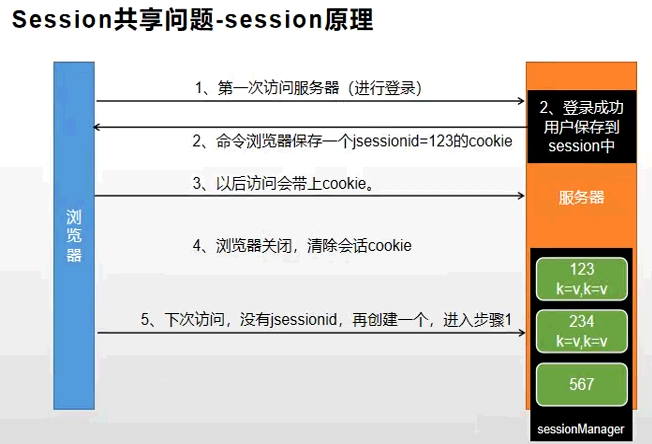 Session共享问题-session原理
1、第一次访问服务器（进行登录）
2、登录成功
用户保存到
session中
2、命令浏览器保存一个jsessionid=123的cookie
3、以后访问会带上cookie。
浏览器
服务器
4、浏览器关闭，清除会话cookie
123
k=v,k=v
5、下次访问，没有jsessionid，再创建一个，进入步骤1
234
k=v,k=v
567
sessionManager